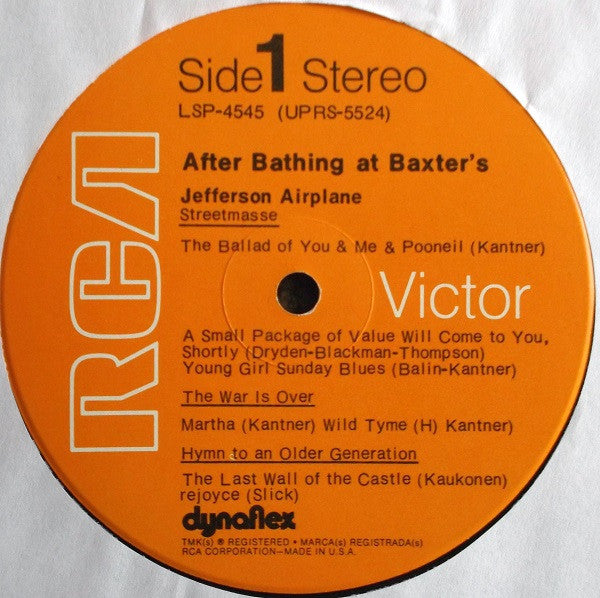 Side 1 Stereo
LSP-4545 (UPRS-5524)
After Bathing at Baxter's
Jefferson Airplane
Streetmasse
The Ballad of You & Me & Pooneil (Kantner)
RCA
Victor
A Small Package of Value Will Come to You,
Shortly (Dryden-Blackman-Thompson)
Young Girl Sunday Blues (Balin-Kantner)
The War Is Over
Martha (Kantner) Wild Tyme (H) Kantner)
Hymn to an Older Generation
The Last Wall of the Castle (Kaukonen)
rejoyce (Slick)
dynaflex
TMK(s) ® REGISTERED • MARCA(s) REGISTRADA(s)
RCA CORPORATION—MADE IN U.S.A.